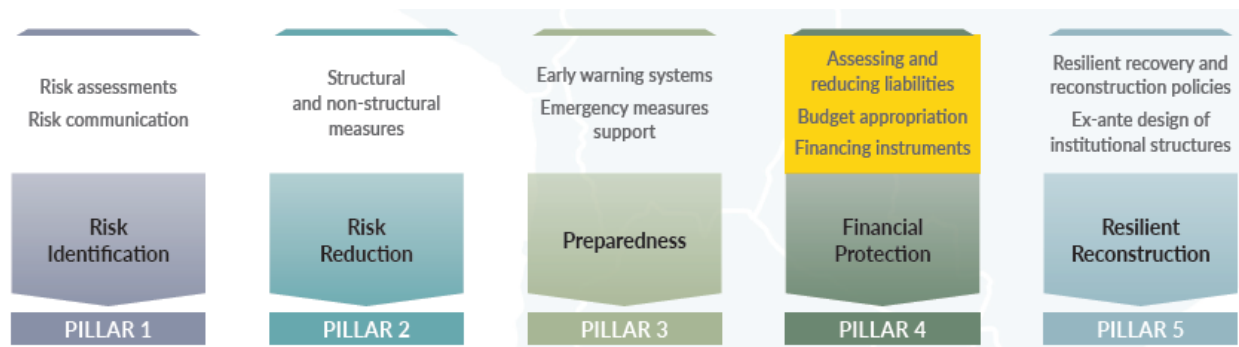 Risk assessments
Risk communication
Risk
Identification
PILLAR 1
Structural
and non-structural
measures
Risk
Reduction
PILLAR 2
Early warning systems
Emergency measures
support
Preparedness
PILLAR 3
Assessing and
reducing liabilities
Budget appropriation
Financing instruments
Financial
Protection
PILLAR 4
Resilient recovery and
reconstruction policies
Ex-ante design of
institutional structures
Resilient
Reconstruction
PILLAR 5